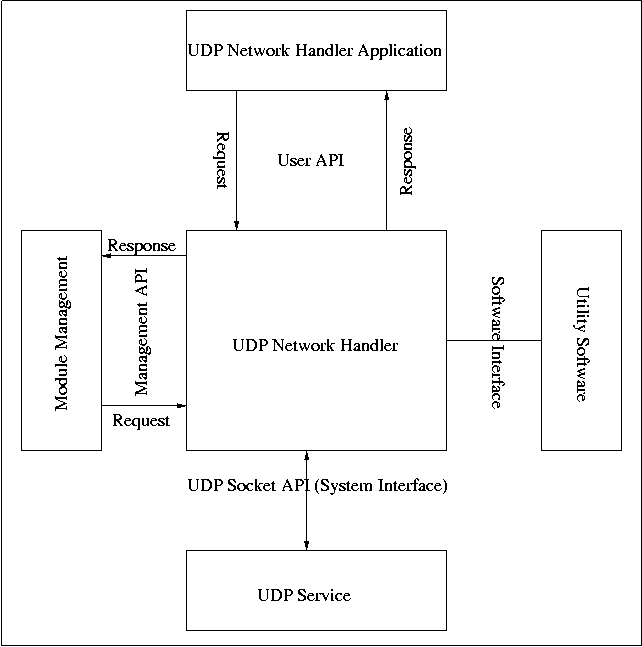 UDP Network Handler Application
Request
User API
Response
Response
Module Management
Management API
UDP Network Handler
Software Interface
Utility Software
Request
UDP Socket API (System Interface)
UDP Service